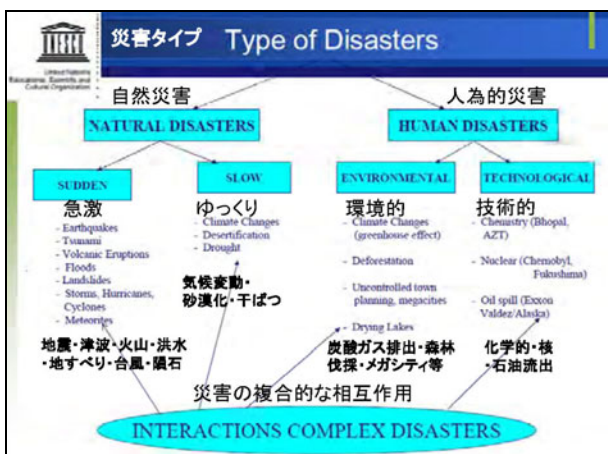 災害タイプ Type of Disasters
United Nations
Educational, Scientific and
Cultural Organization
自然災害 人為的災害
NATURAL DISASTERS HUMAN DISASTERS
SUDDEN SLOW ENVIRONMENTAL TECHNOLOGICAL
急激
- Earthquakes
- Tsunami
- Volcanic Eruptions
- Floods
- Landslides
- Storms, Hurricanes,
Cyclones
- Meteorites
地震・津波・火山・洪水
・地すべり・台風・隕石
ゆっくり
- Climate Changes
- Desertification
- Drought
気候変動・
砂漠化・干ばつ
環境的
- Climate Changes
(greenhouse effect)
- Deforestation
- Uncontrolled town
planning, megacities
- Drying Lakes
炭酸ガス排出・森林
伐採・メガシティ等
技術的
- Chemistry (Bhopal,
AZT)
- Nuclear (Chernobyl,
Fukushima)
- Oil spill (Exxon
Valdez/Alaska)
化学的・核
・石油流出
災害の複合的な相互作用
INTERACTIONS COMPLEX DISASTERS